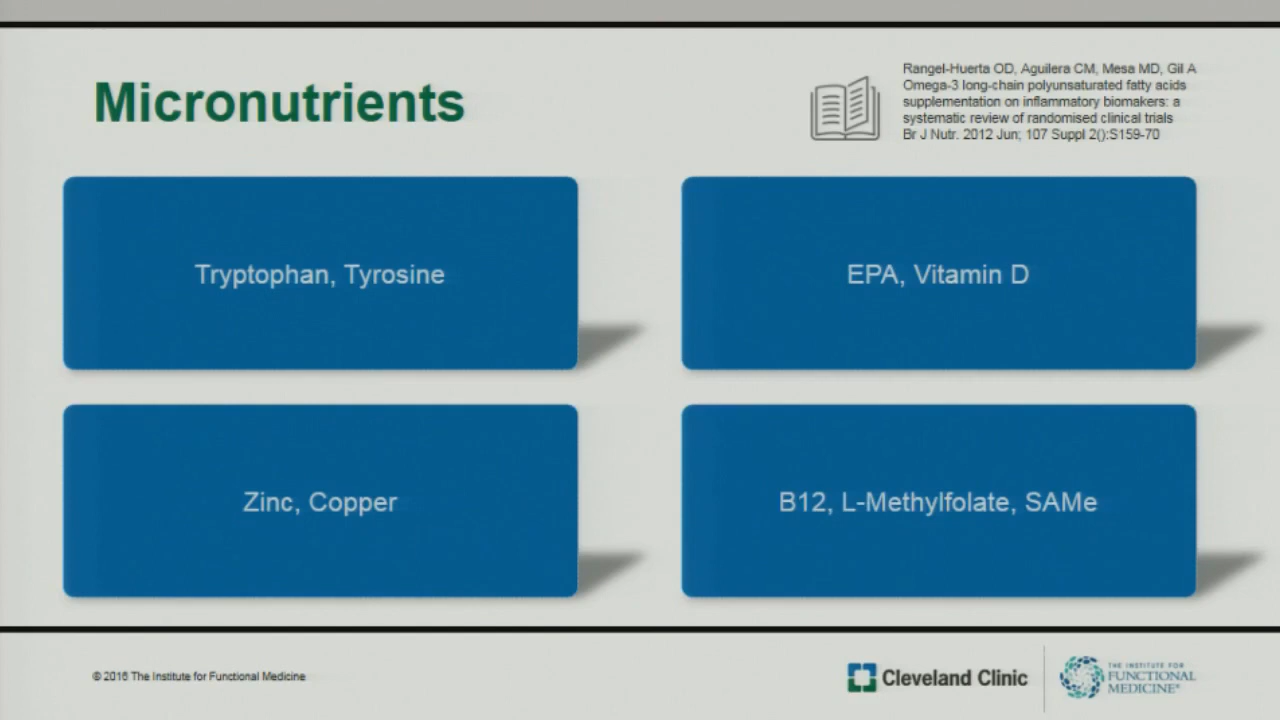 Micronutrients
Rangel-Huerta OD, Aguilera CM, Mesa MD, Gil A
Omega-3 long-chain polyunsaturated fatty acids
supplementation on inflammatory biomakers: a
systematic review of randomised clinical trials
Br J Nutr. 2012 Jun; 107 Suppl 2():S159-70
Tryptophan, Tyrosine
EPA, Vitamin D
Zinc, Copper
B12, L-Methylfolate, SAMe
© 2016 The Institute for Functional Medicine
Cleveland Clinic
THE INSTITUTE FOR
FUNCTIONAL
MEDICINE®